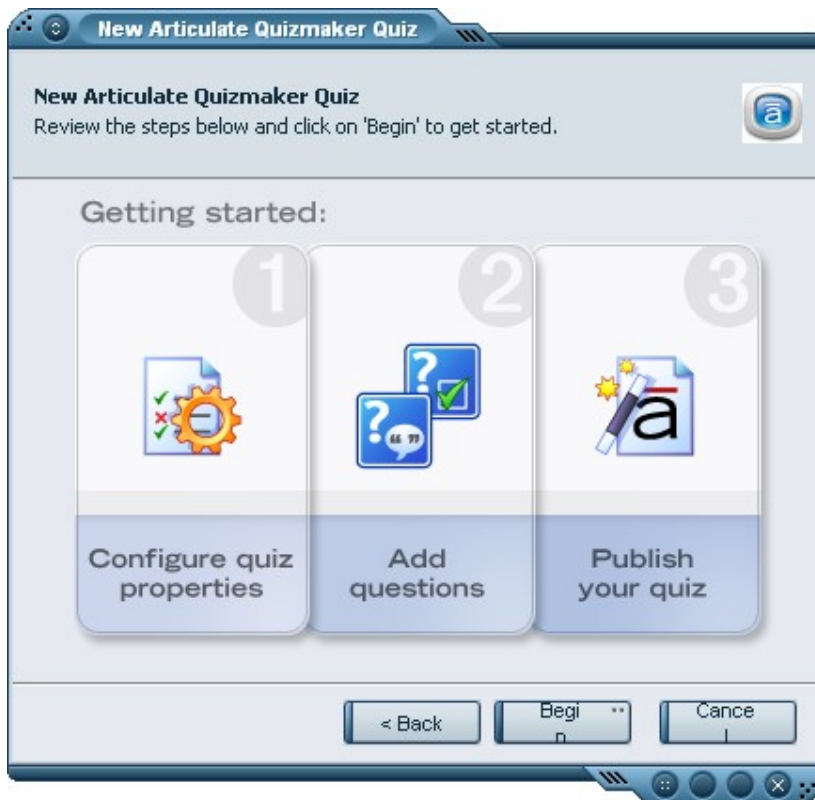 New Articulate Quizmaker Quiz
New Articulate Quizmaker Quiz
Review the steps below and click on 'Begin' to get started.
ā
Getting started:
1
2
3
?
?
“ ”
ā
Configure quiz
properties
Add
questions
Publish
your quiz
< Back
Begi
n
Cance
l